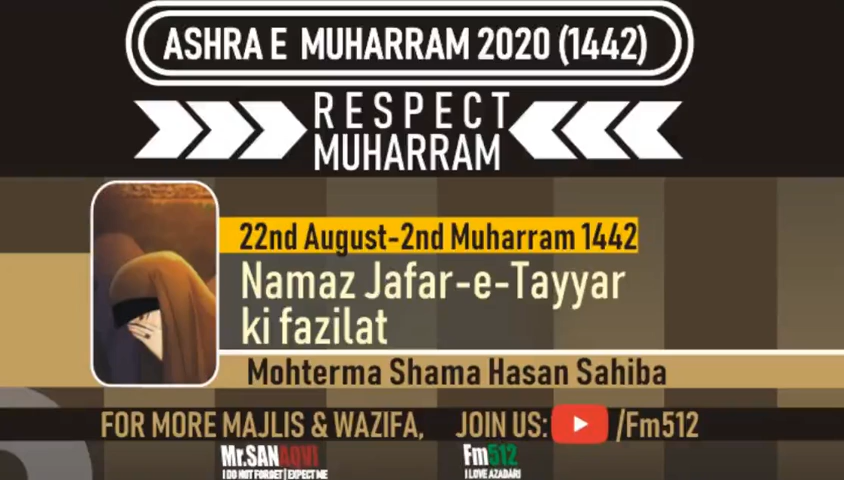 ASHRA E MUHARRAM 2020 (1442)
RESPECT
MUHARRAM
22nd August-2nd Muharram 1442
Namaz Jafar-e-Tayyar
ki fazilat
Mohterma Shama Hasan Sahiba
FOR MORE MAJLIS & WAZIFA, JOIN US: /Fm512
Mr.SANAQVI Fm512
I DO NOT FORGET | EXPECT ME I LOVE AZADARI